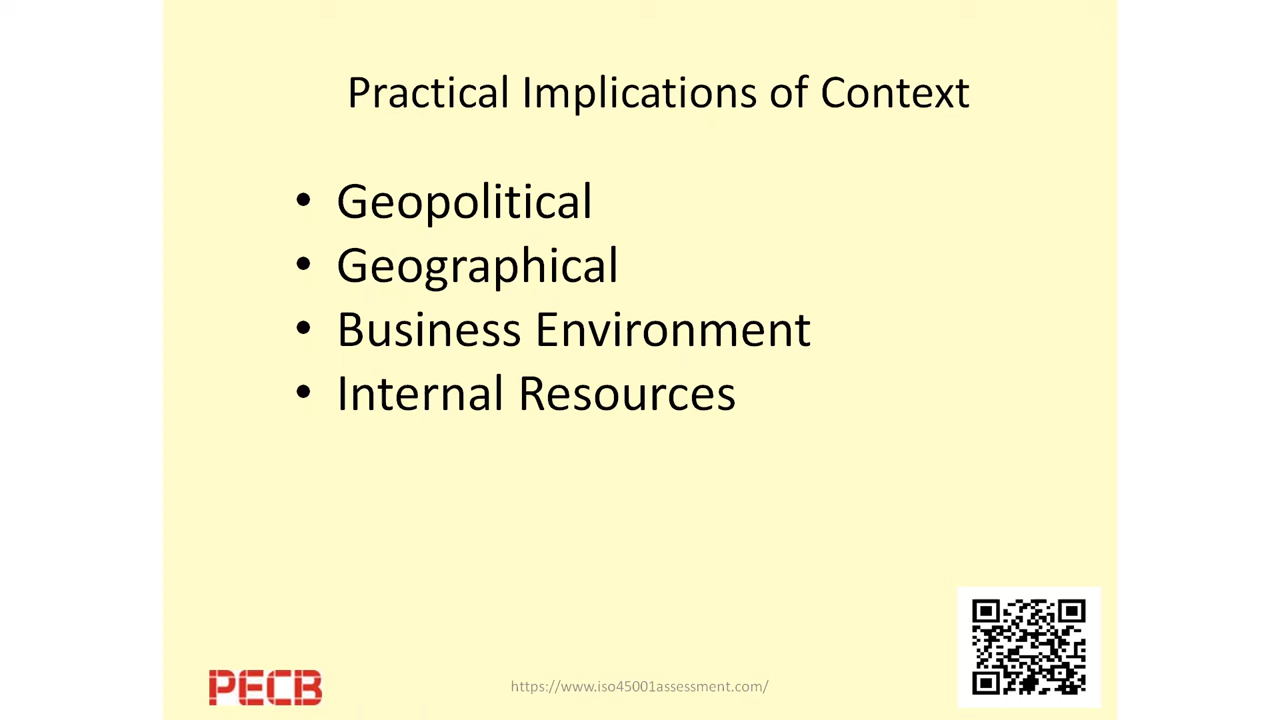 Practical Implications of Context
• Geopolitical
• Geographical
• Business Environment
• Internal Resources
PECB
https://www.iso45001assessment.com/